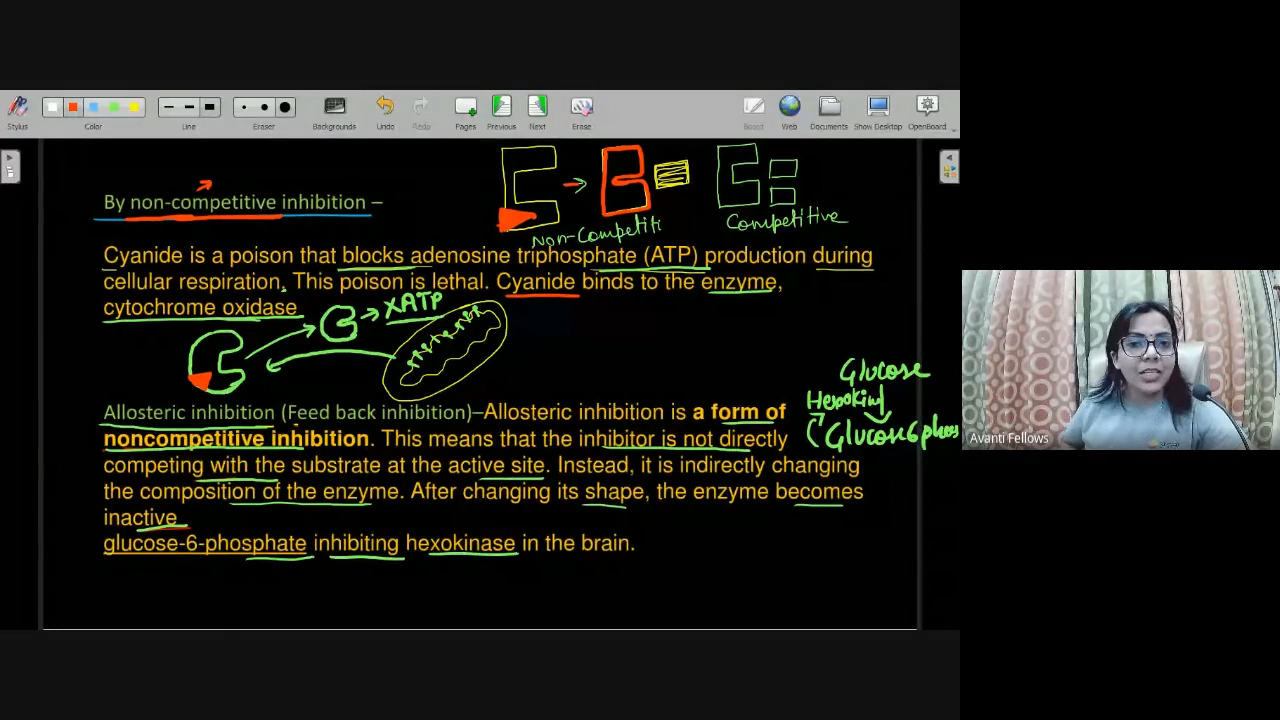 Stylus
Color
Line
Eraser
Backgrounds
Undo
Redo
Pages
Previous
Next
Erase
Board
Web
Documents
Show Desktop
OpenBoard
By non-competitive inhibition –
Non-Competiti
Competitive
Cyanide is a poison that blocks adenosine triphosphate (ATP) production during
cellular respiration. This poison is lethal. Cyanide binds to the enzyme,
cytochrome oxidase
XATP
Glucose
Glucose 6 phos
Allosteric inhibition (Feed back inhibition)–Allosteric inhibition is a form of
noncompetitive inhibition. This means that the inhibitor is not directly
competing with the substrate at the active site. Instead, it is indirectly changing
the composition of the enzyme. After changing its shape, the enzyme becomes
inactive
glucose-6-phosphate inhibiting hexokinase in the brain.
Avanti Fellows